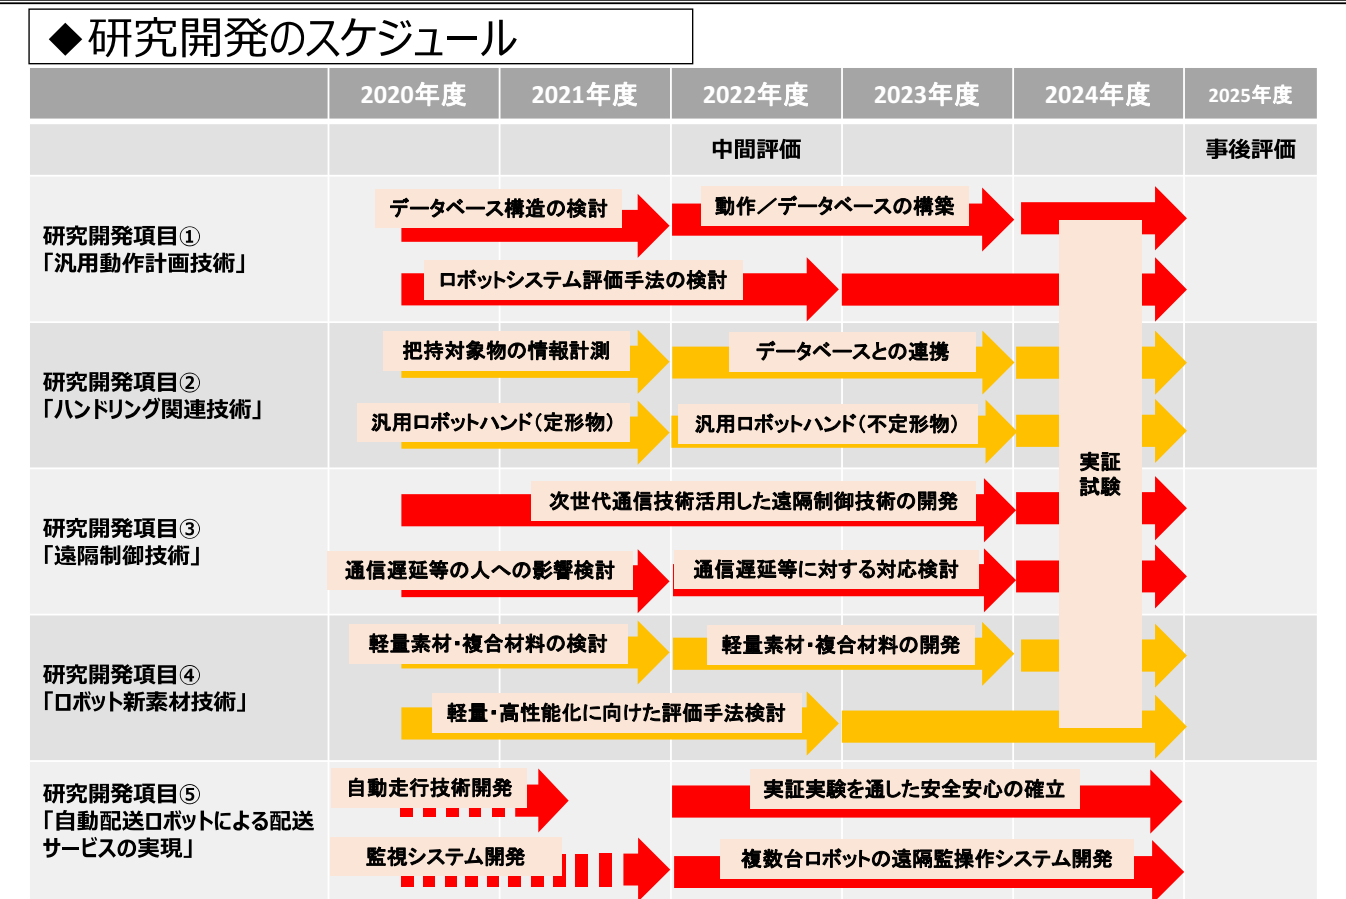 ◆研究開発のスケジュール
2020年度 2021年度 2022年度 2023年度 2024年度 2025年度
中間評価 事後評価
研究開発項目①
「汎用動作計画技術」
データベース構造の検討 動作／データベースの構築
ロボットシステム評価手法の検討
研究開発項目②
「ハンドリング関連技術」
把持対象物の情報計測 データベースとの連携
汎用ロボットハンド（定形物） 汎用ロボットハンド（不定形物）
実証
試験
研究開発項目③
「遠隔制御技術」
次世代通信技術活用した遠隔制御技術の開発
通信遅延等の人への影響検討 通信遅延等に対する対応検討
研究開発項目④
「ロボット新素材技術」
軽量素材・複合材料の検討 軽量素材・複合材料の開発
軽量・高性能化に向けた評価手法検討
研究開発項目⑤
「自動配送ロボットによる配送
サービスの実現」
自動走行技術開発 実証実験を通した安全安心の確立
監視システム開発 複数台ロボットの遠隔監操作システム開発